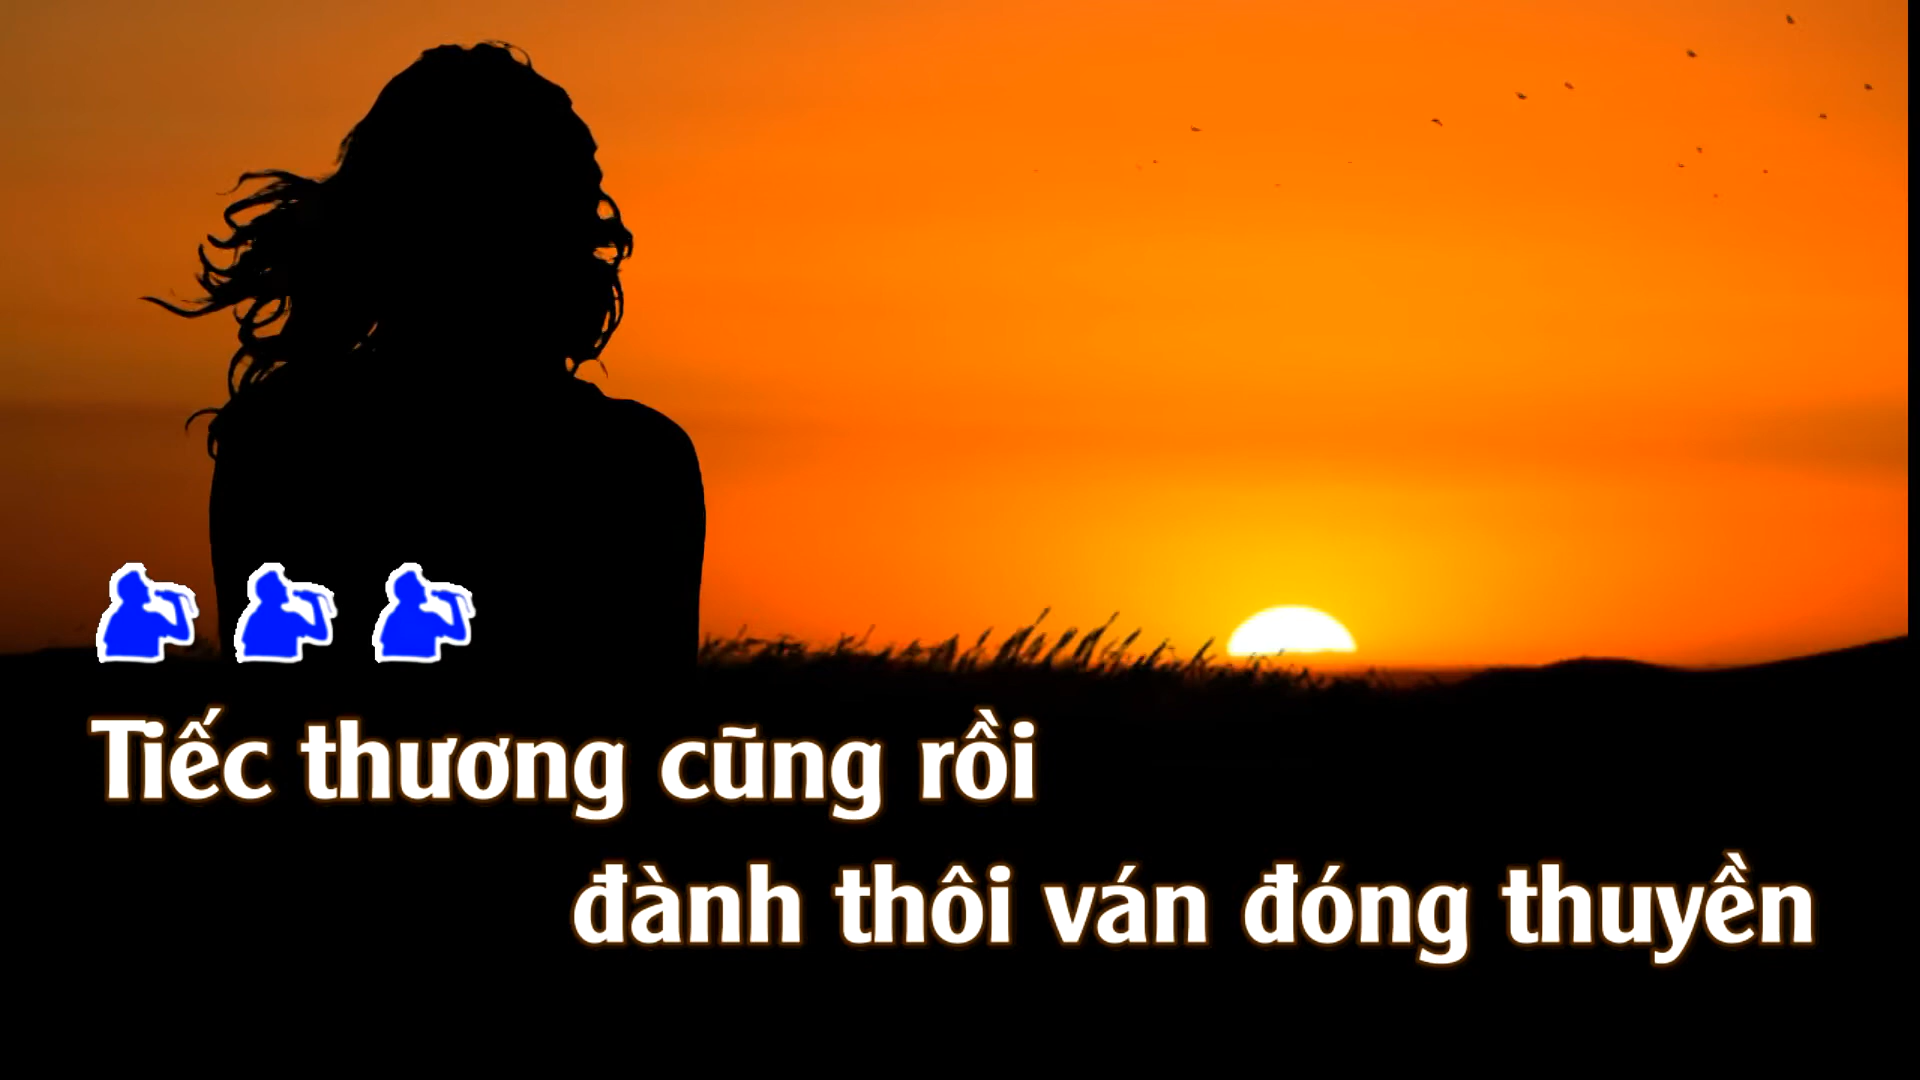 Tiếc thương cũng rồi
đành thôi ván đóng thuyền